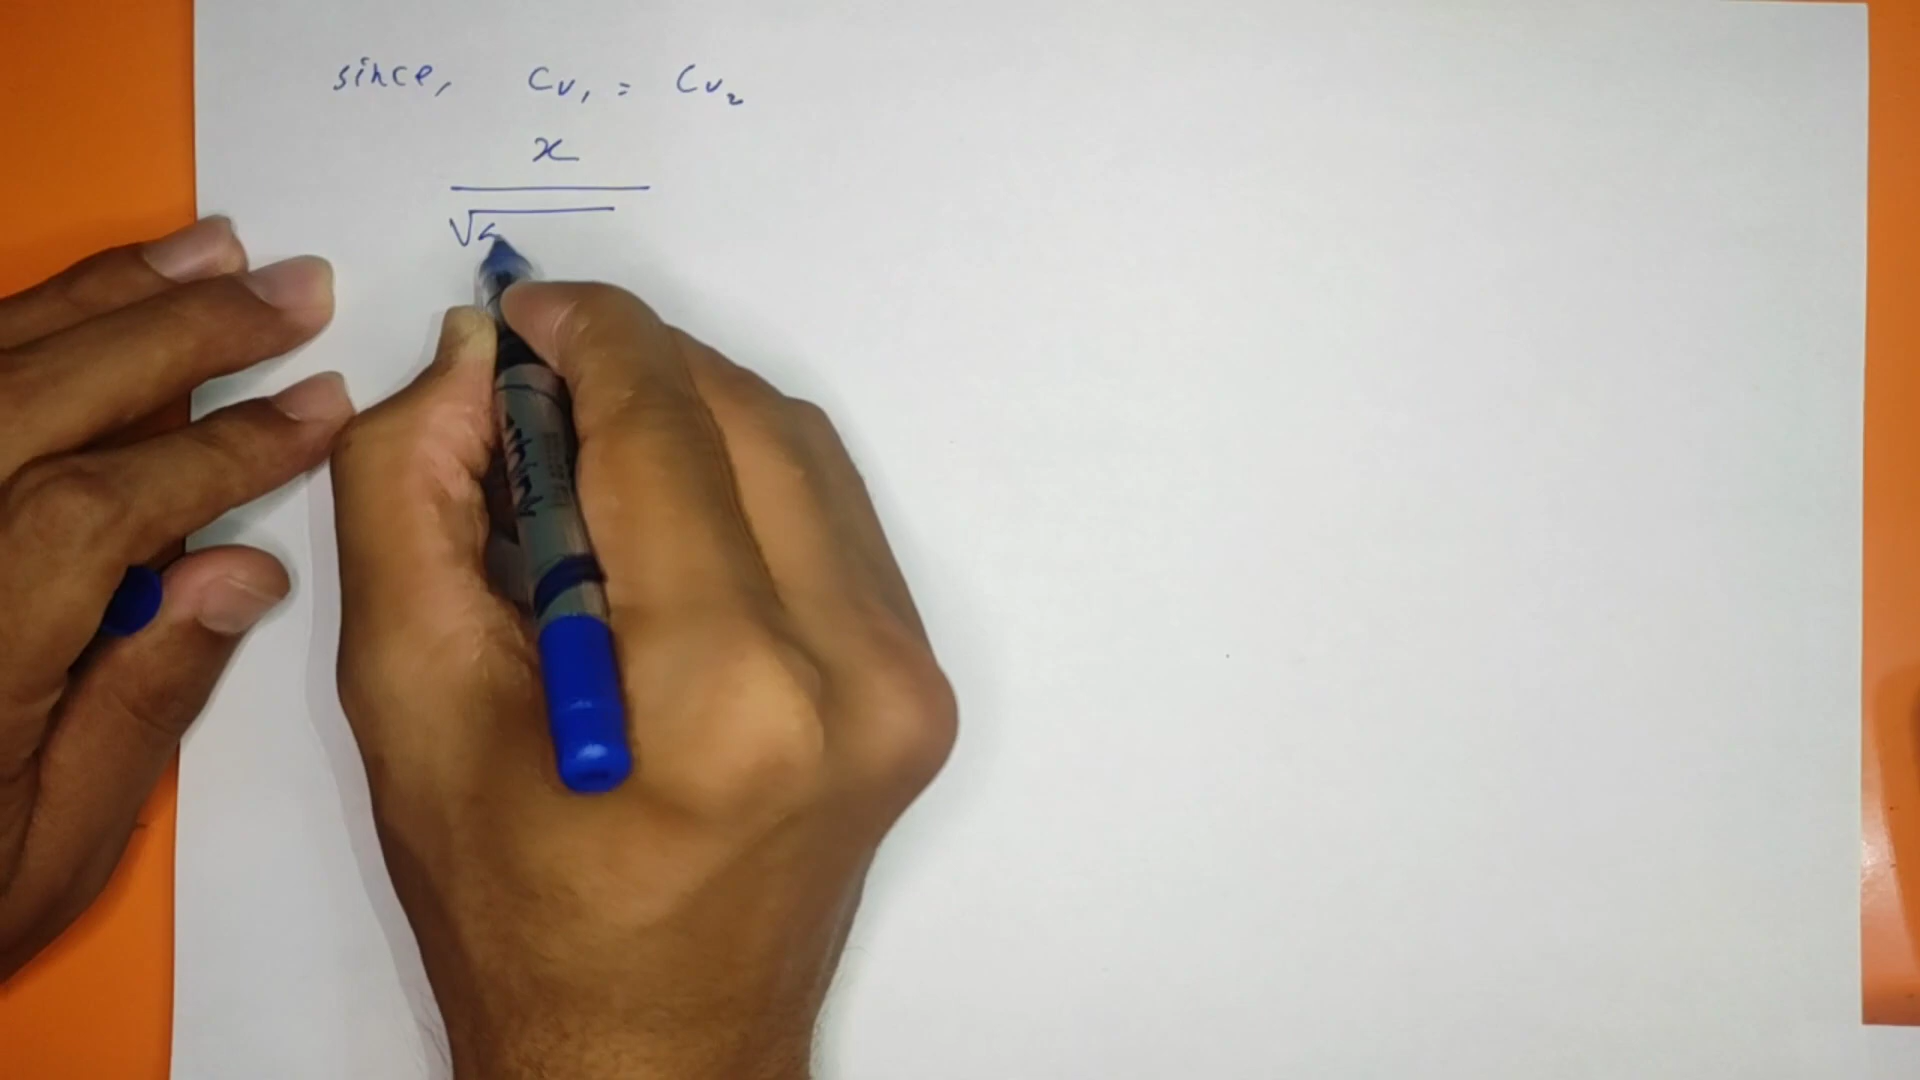 since, Cv₁ = Cv₂
x
√